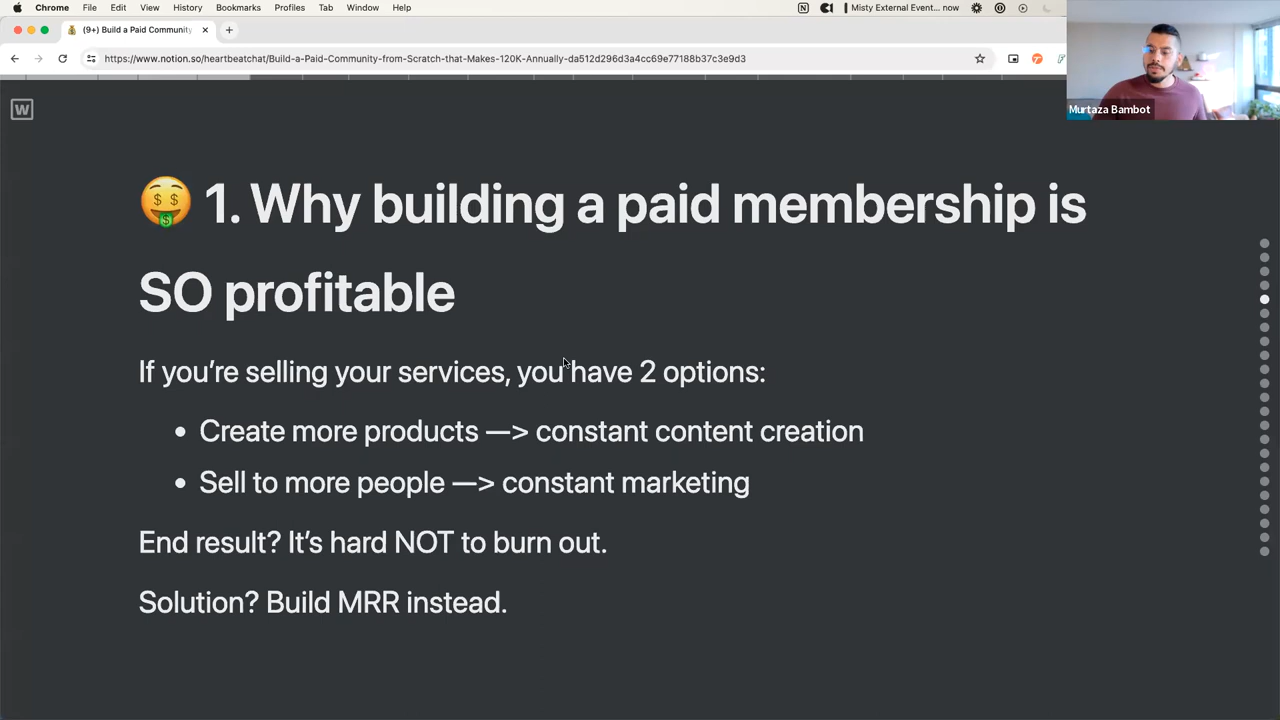 Chrome File Edit View History Bookmarks Profiles Tab Window Help
Misty External Event... now
(9+) Build a Paid Community
https://www.notion.so/heartbeatchat/Build-a-Paid-Community-from-Scratch-that-Makes-120K-Annually-da512d296d3a4cc69e77188b37c3e9d3
W
Murtaza Bambot
1. Why building a paid membership is
SO profitable
If you’re selling your services, you have 2 options:
• Create more products —> constant content creation
• Sell to more people —> constant marketing
End result? It’s hard NOT to burn out.
Solution? Build MRR instead.